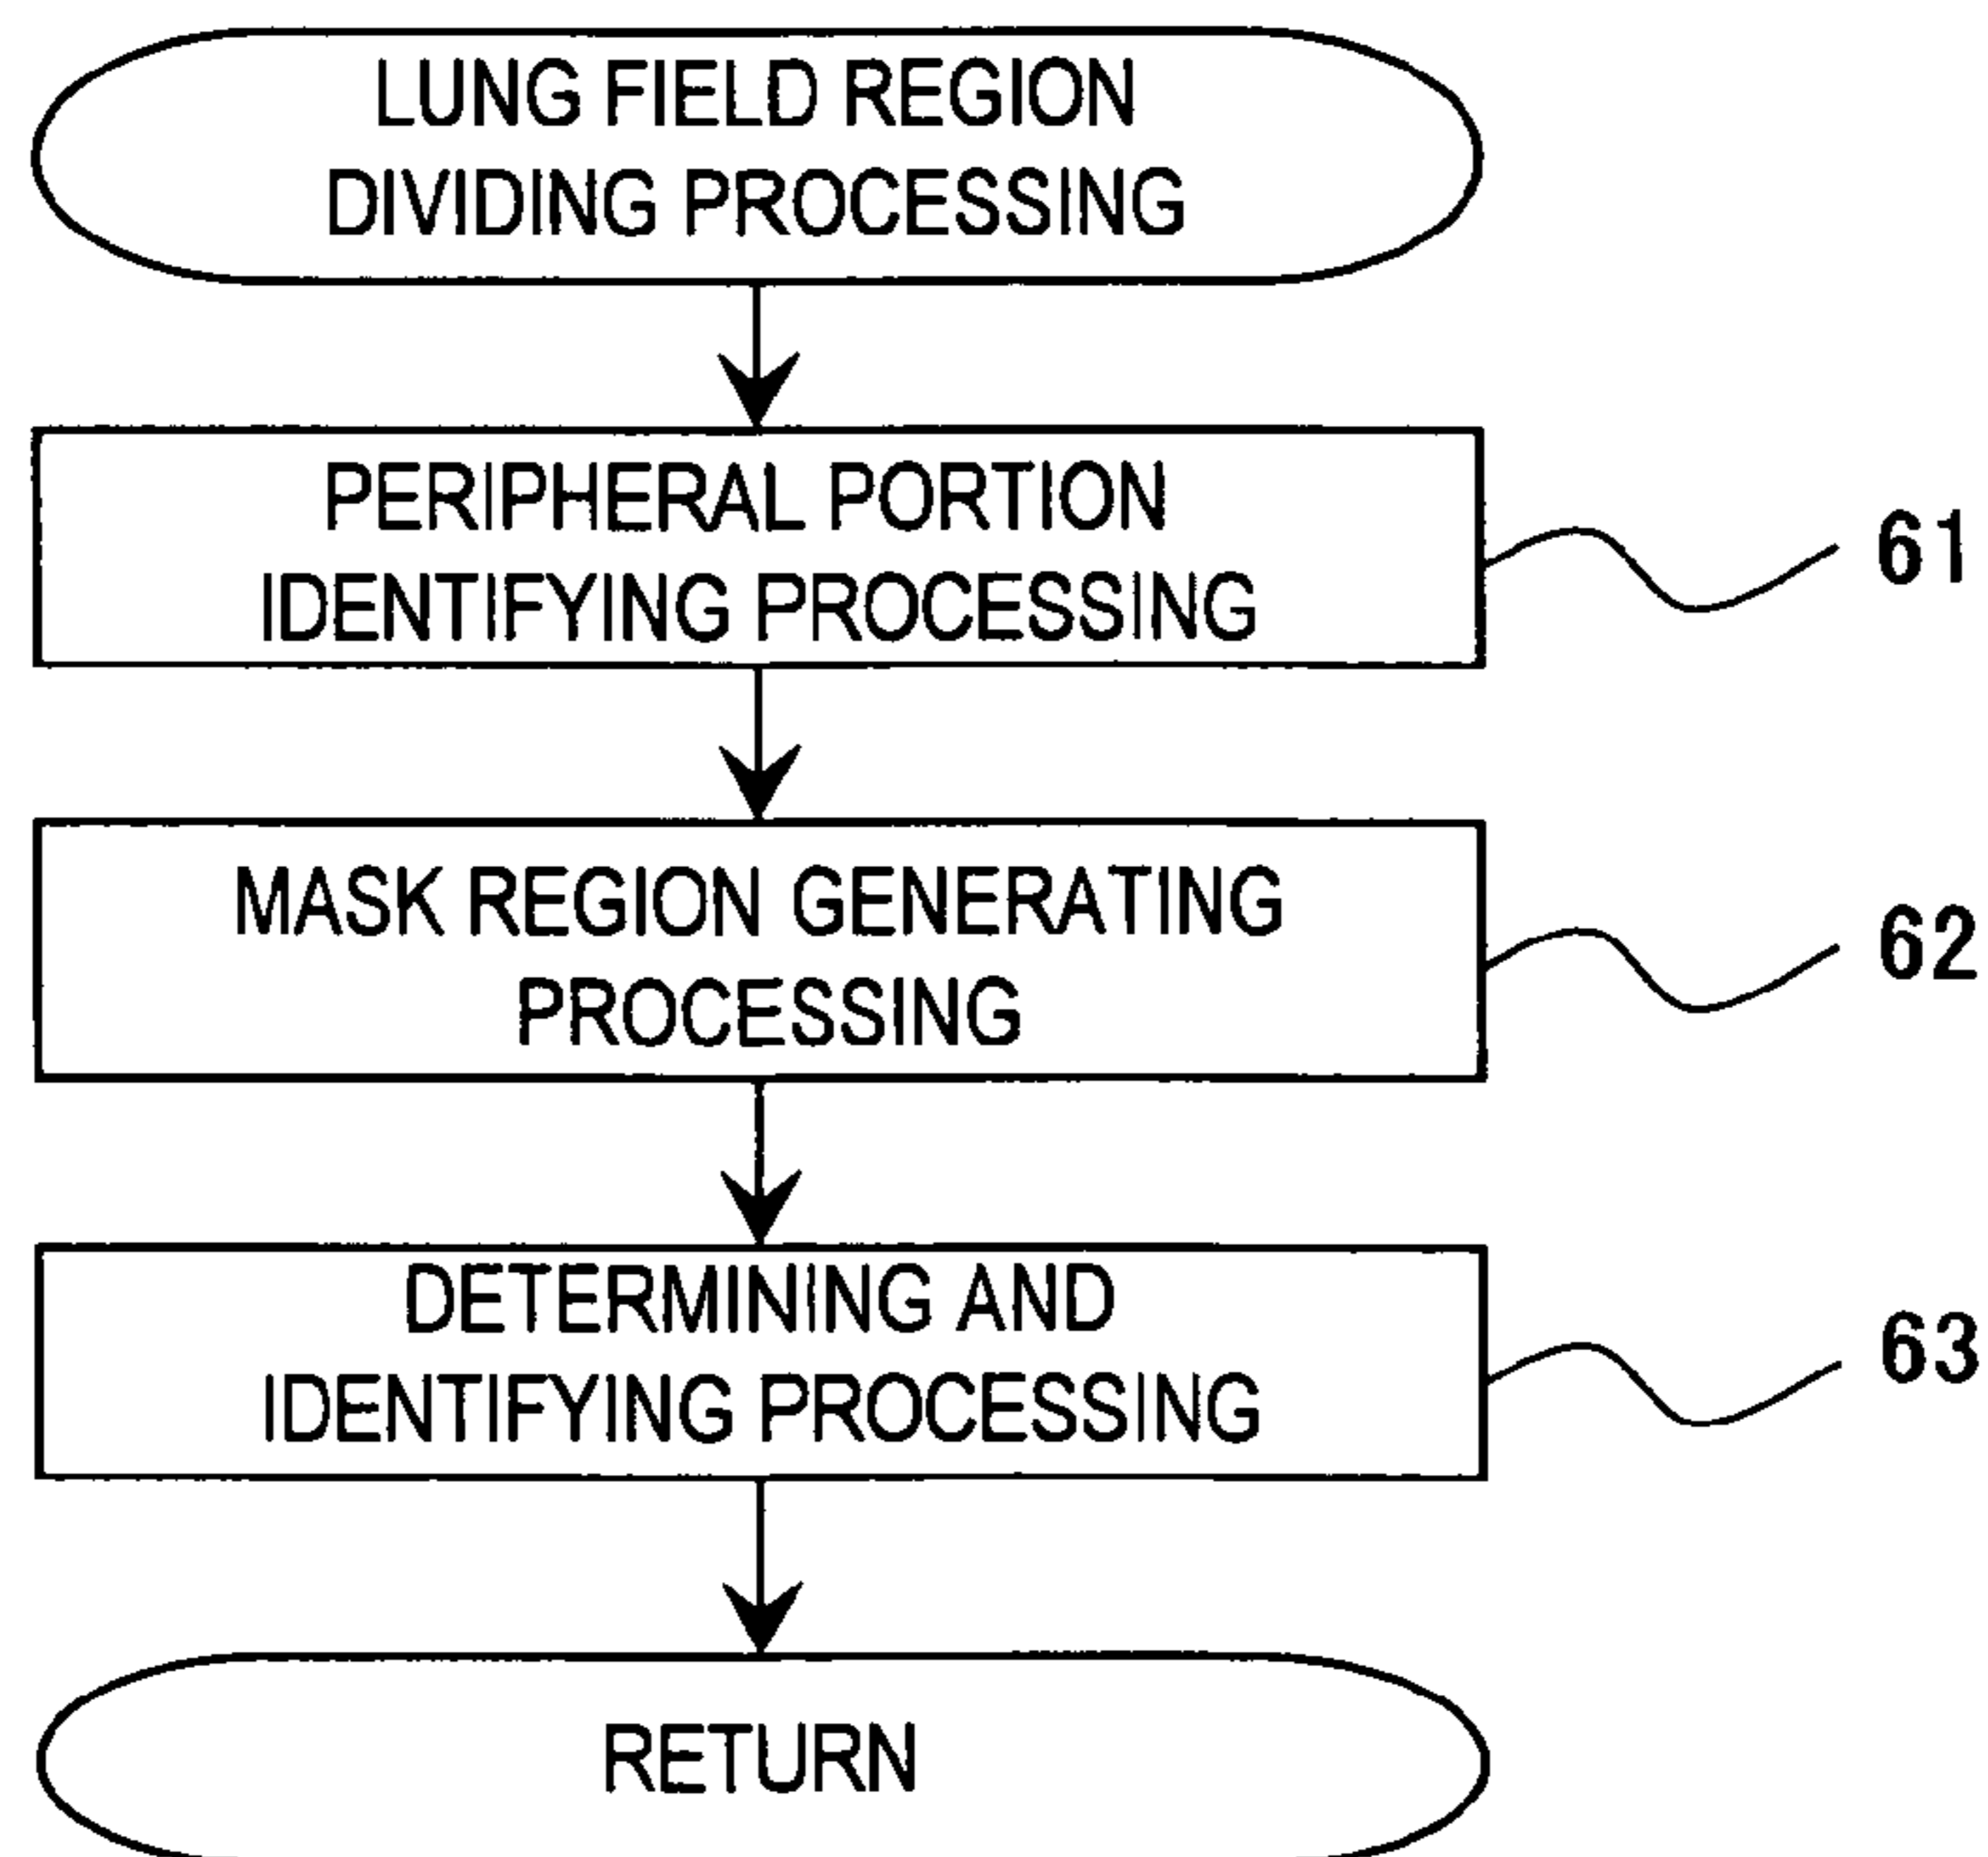 LUNG FIELD REGION
DIVIDING PROCESSING
PERIPHERAL PORTION
IDENTIFYING PROCESSING
61
MASK REGION GENERATING
PROCESSING
62
DETERMINING AND
IDENTIFYING PROCESSING
63
RETURN